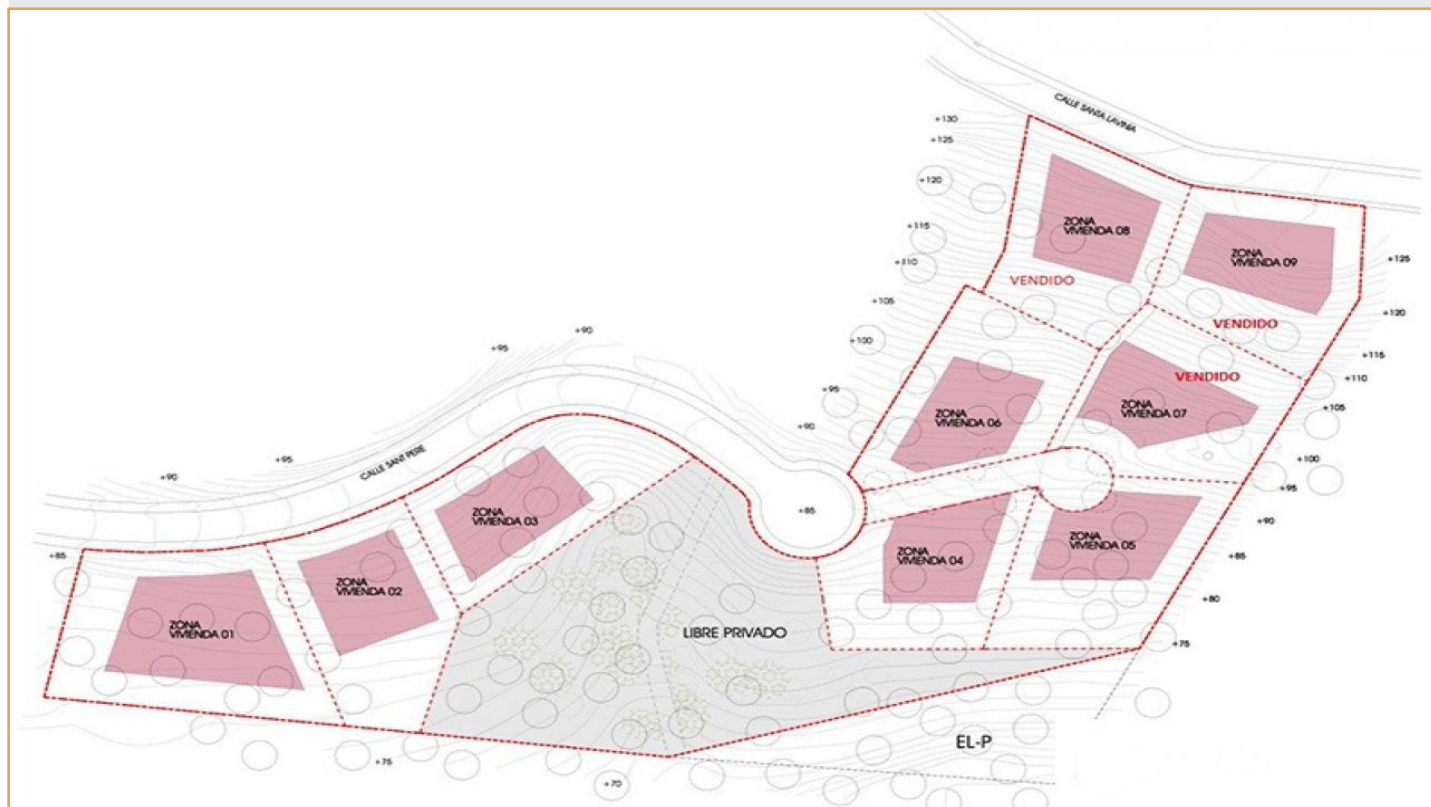 CALLE SANTA LAVINIA
+130
+125
+120
+115
+110
+105
+100
+95
+90
ZONA
VIVIENDA 08
ZONA
VIVIENDA 09
VENDIDO
VENDIDO
VENDIDO
+125
+120
+115
+110
+105
+100
+95
+90
+85
+80
+75
ZONA
VIVIENDA 06
ZONA
VIVIENDA 07
+90
+95
CALLE SANT PERE
+95
+90
+85
+85
ZONA
VIVIENDA 03
ZONA
VIVIENDA 02
ZONA
VIVIENDA 01
ZONA
VIVIENDA 04
ZONA
VIVIENDA 05
LIBRE PRIVADO
EL-P
+75
+70